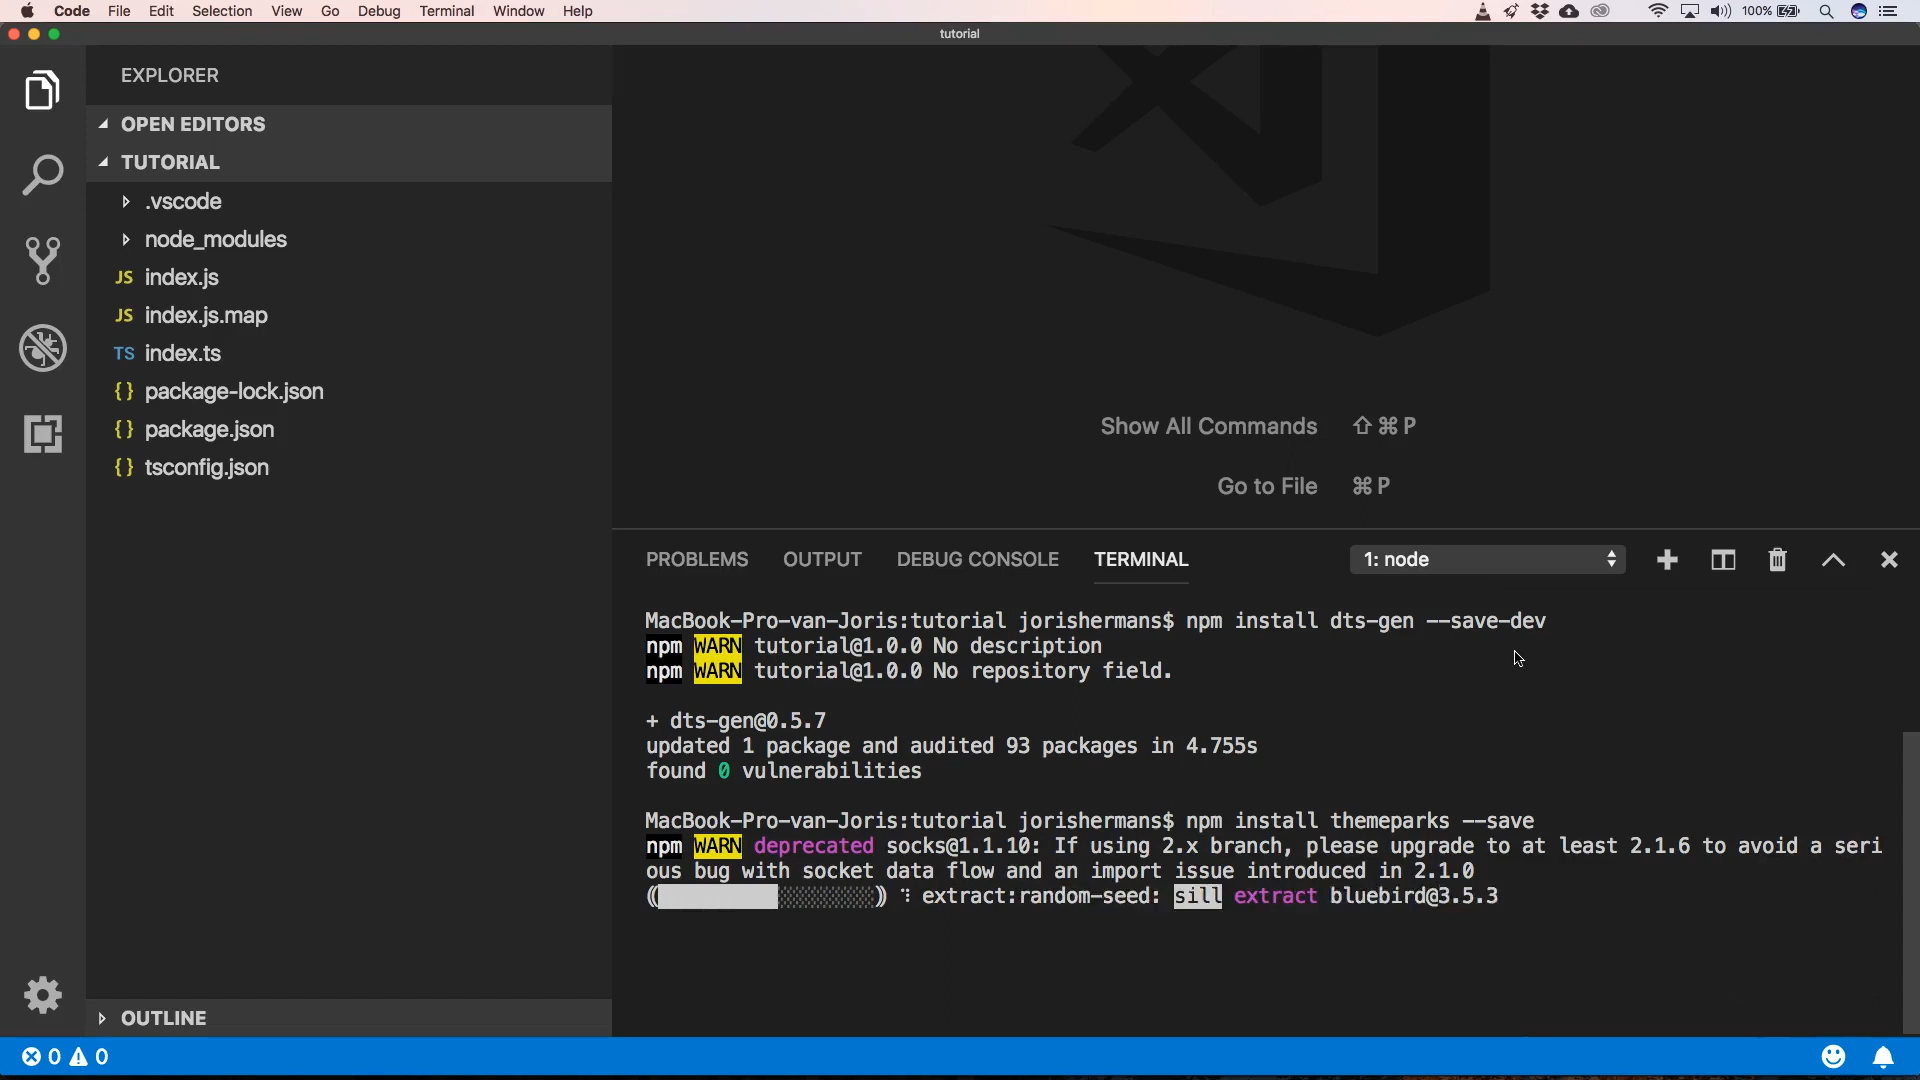 Code File Edit Selection View Go Debug Terminal Window Help 100%
tutorial
EXPLORER
OPEN EDITORS
TUTORIAL
.vscode
node_modules
JS index.js
JS index.js.map
TS index.ts
{} package-lock.json
{} package.json
{} tsconfig.json
OUTLINE
Show All Commands ⇧⌘P
Go to File ⌘P
PROBLEMS OUTPUT DEBUG CONSOLE TERMINAL 1: node
MacBook-Pro-van-Joris:tutorial jorishermans$ npm install dts-gen --save-dev
npm WARN tutorial@1.0.0 No description
npm WARN tutorial@1.0.0 No repository field.
+ dts-gen@0.5.7
updated 1 package and audited 93 packages in 4.755s
found 0 vulnerabilities
MacBook-Pro-van-Joris:tutorial jorishermans$ npm install themeparks --save
npm WARN deprecated socks@1.1.10: If using 2.x branch, please upgrade to at least 2.1.6 to avoid a seri
ous bug with socket data flow and an import issue introduced in 2.1.0
extract:random-seed: sill extract bluebird@3.5.3
0 0